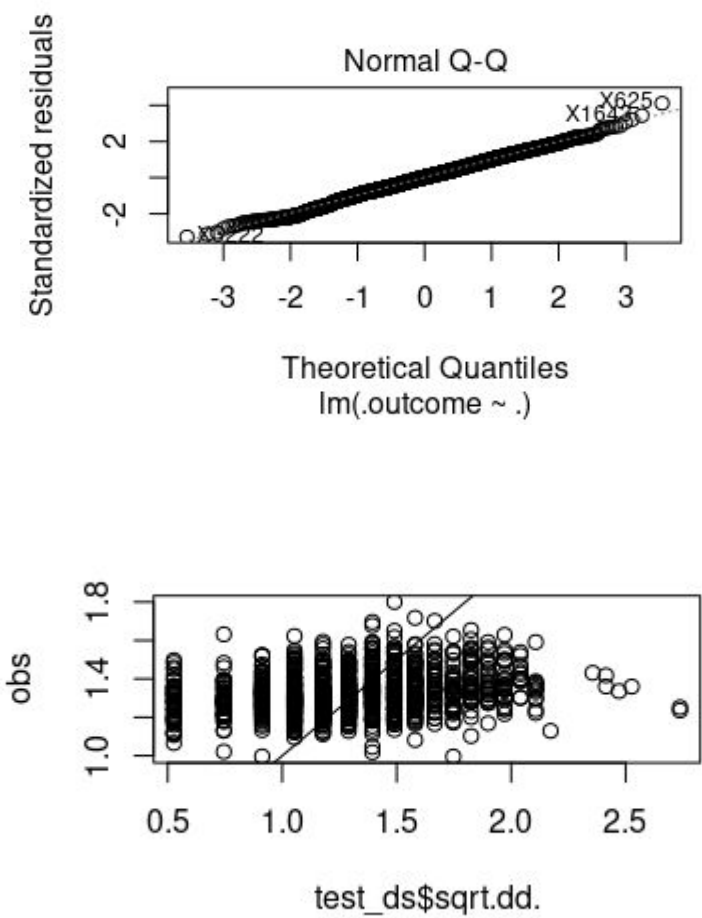 Normal Q-Q
Standardized residuals
2
-2
X625
X164
-3 -2 -1 0 1 2 3
Theoretical Quantiles
lm(.outcome ~ .)
obs
1.8
1.4
1.0
0.5 1.0 1.5 2.0 2.5
test_ds$sqrt.dd.